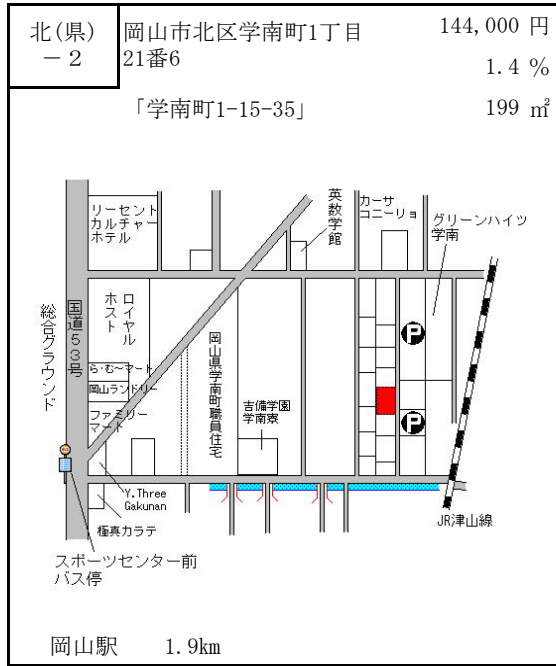 北(県)
－２
岡山市北区学南町1丁目
21番6
144,000 円
1.4 %
「学南町1-15-35」
199 ㎡
リーセント
カルチャー
ホテル
英数学館
カーサ
コニーリョ
グリーンハイツ
学南
総合グラウンド
国道５３号
ロイヤル
ホスト
ら・む～マート
岡山ランドリー
ファミリー
マート
岡山県学南町職員住宅
吉備学園
学南寮
P
P
Y.Three
Gakunan
極真カラテ
JR津山線
スポーツセンター前
バス停
岡山駅　1.9km